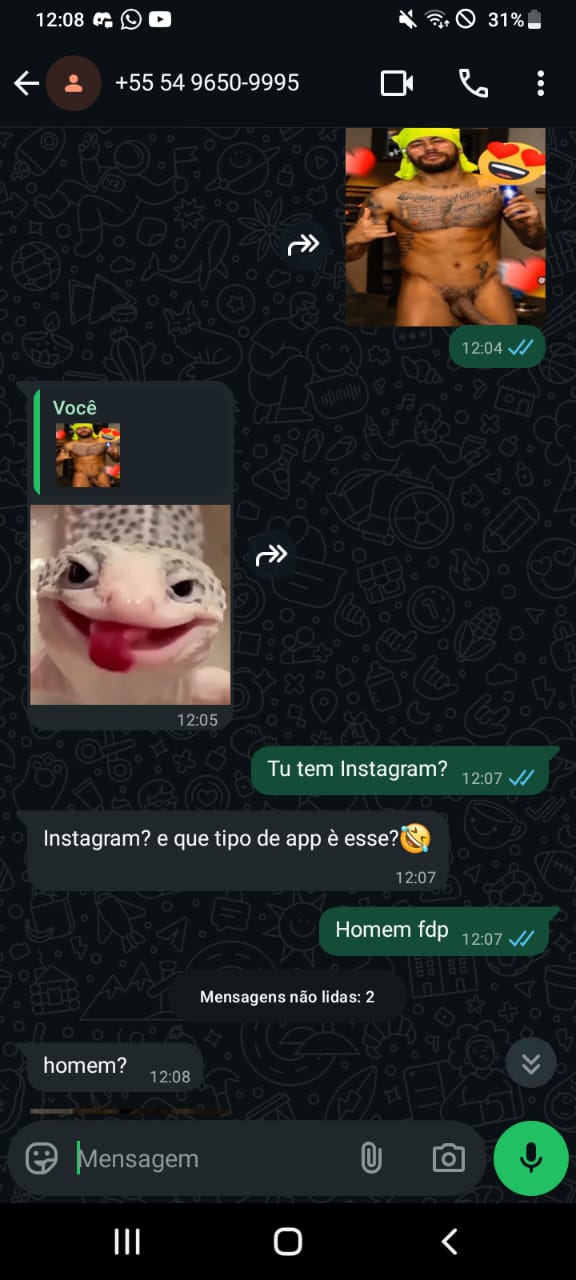 12:08
31%
+55 54 9650-9995
12:04
Você
12:05
Tu tem Instagram? 12:07
Instagram? e que tipo de app è esse?🤣
12:07
Homem fdp 12:07
Mensagens não lidas: 2
homem? 12:08
Mensagem